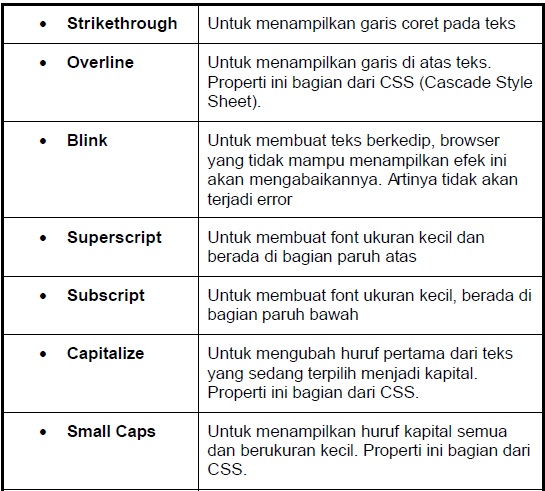 • Strikethrough Untuk menampilkan garis coret pada teks
• Overline Untuk menampilkan garis di atas teks.
Properti ini bagian dari CSS (Cascade Style
Sheet).
• Blink Untuk membuat teks berkedip, browser
yang tidak mampu menampilkan efek ini
akan mengabaikannya. Artinya tidak akan
terjadi error
• Superscript Untuk membuat font ukuran kecil dan
berada di bagian paruh atas
• Subscript Untuk membuat font ukuran kecil, berada di
bagian paruh bawah
• Capitalize Untuk mengubah huruf pertama dari teks
yang sedang terpilih menjadi kapital.
Properti ini bagian dari CSS.
• Small Caps Untuk menampilkan huruf kapital semua
dan berukuran kecil. Properti ini bagian dari
CSS.